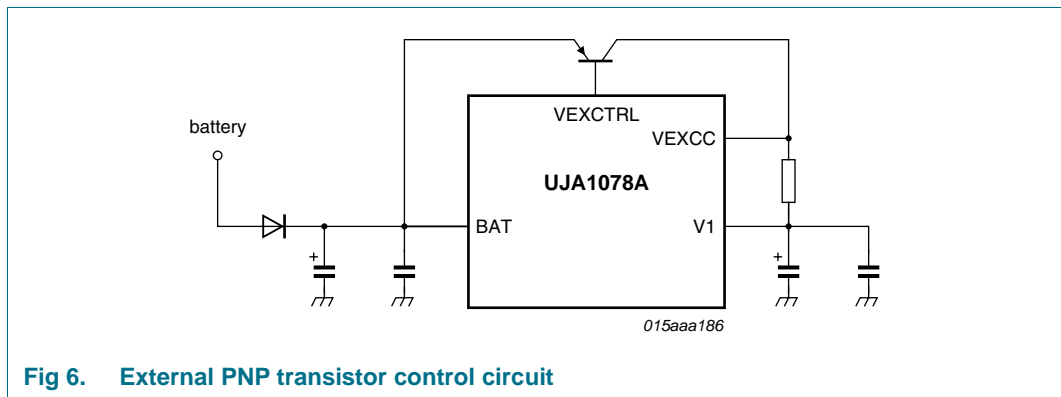 battery
VEXCTRL
VEXCC
UJA1078A
BAT
V1
+
+
015aaa186
Fig 6. External PNP transistor control circuit